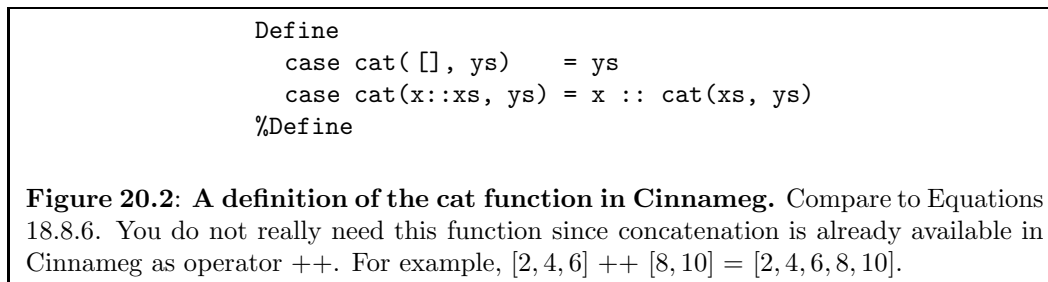 Define
  case cat( [], ys)    = ys
  case cat(x::xs, ys) = x :: cat(xs, ys)
%Define
Figure 20.2: A definition of the cat function in Cinnameg. Compare to Equations
18.8.6. You do not really need this function since concatenation is already available in
Cinnameg as operator ++. For example, [2, 4, 6] ++ [8, 10] = [2, 4, 6, 8, 10].